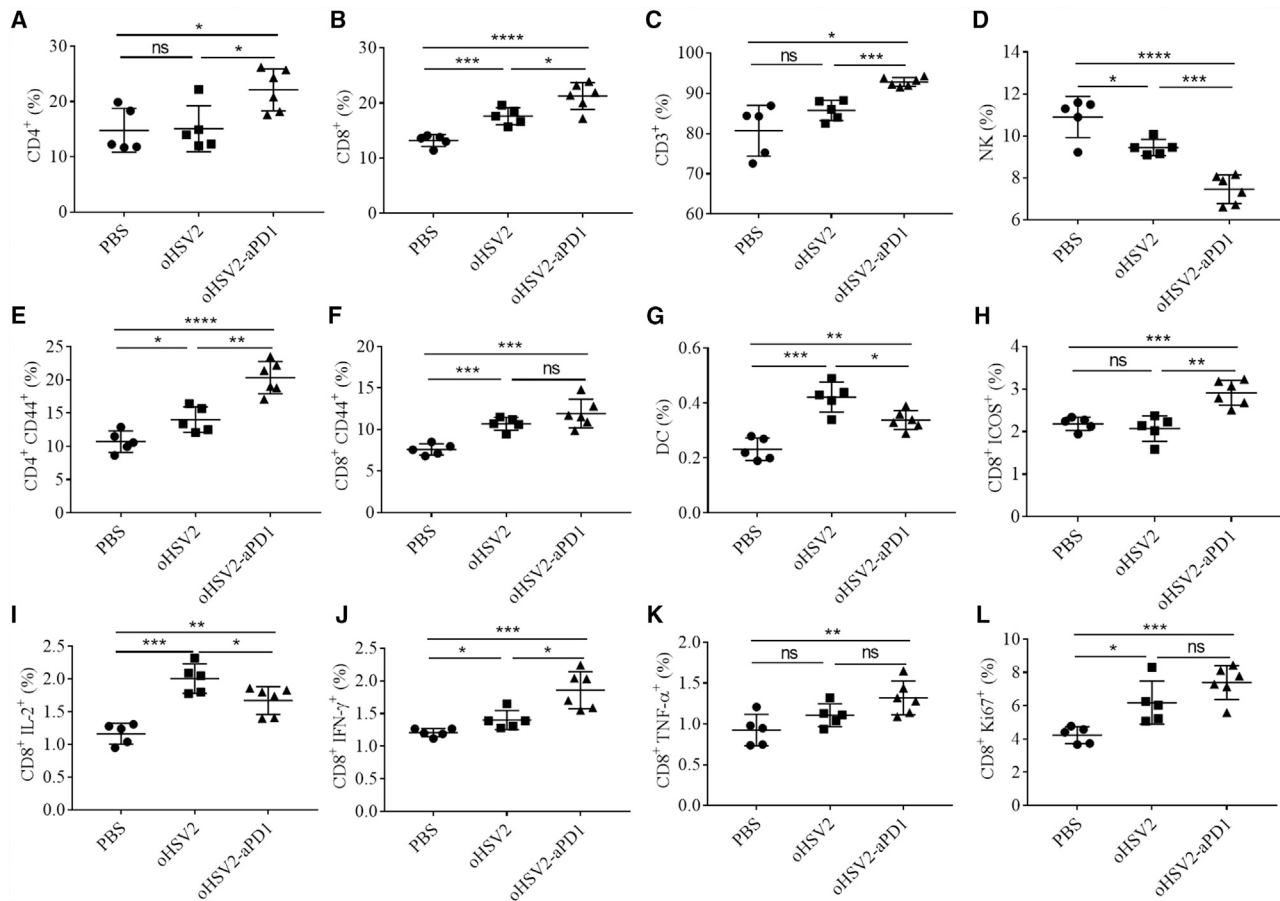 A
CD4+ (%)
30
20
10
0
*
ns
*
PBS
oHSV2
oHSV2-aPD1
B
CD8+ (%)
30
20
10
0
****
***
*
PBS
oHSV2
oHSV2-aPD1
C
CD3+ (%)
100
90
80
70
60
*
ns
***
PBS
oHSV2
oHSV2-aPD1
D
NK (%)
14
12
10
8
6
****
*
***
PBS
oHSV2
oHSV2-aPD1
E
CD4+ CD44+ (%)
25
20
15
10
5
0
****
*
**
PBS
oHSV2
oHSV2-aPD1
F
CD8+ CD44+ (%)
20
15
10
5
0
***
***
ns
PBS
oHSV2
oHSV2-aPD1
G
DC (%)
0.6
0.4
0.2
0.0
**
***
*
PBS
oHSV2
oHSV2-aPD1
H
CD8+ ICOS+ (%)
4
3
2
1
0
***
ns
**
PBS
oHSV2
oHSV2-aPD1
I
CD8+ IL-2+ (%)
2.5
2.0
1.5
1.0
0.5
0.0
**
***
*
PBS
oHSV2
oHSV2-aPD1
J
CD8+ IFN-γ+ (%)
2.5
2.0
1.5
1.0
0.5
0.0
***
*
*
PBS
oHSV2
oHSV2-aPD1
K
CD8+ TNF-α+ (%)
2.0
1.5
1.0
0.5
0.0
**
ns
ns
PBS
oHSV2
oHSV2-aPD1
L
CD8+ Ki67+ (%)
10
8
6
4
2
0
***
*
ns
PBS
oHSV2
oHSV2-aPD1